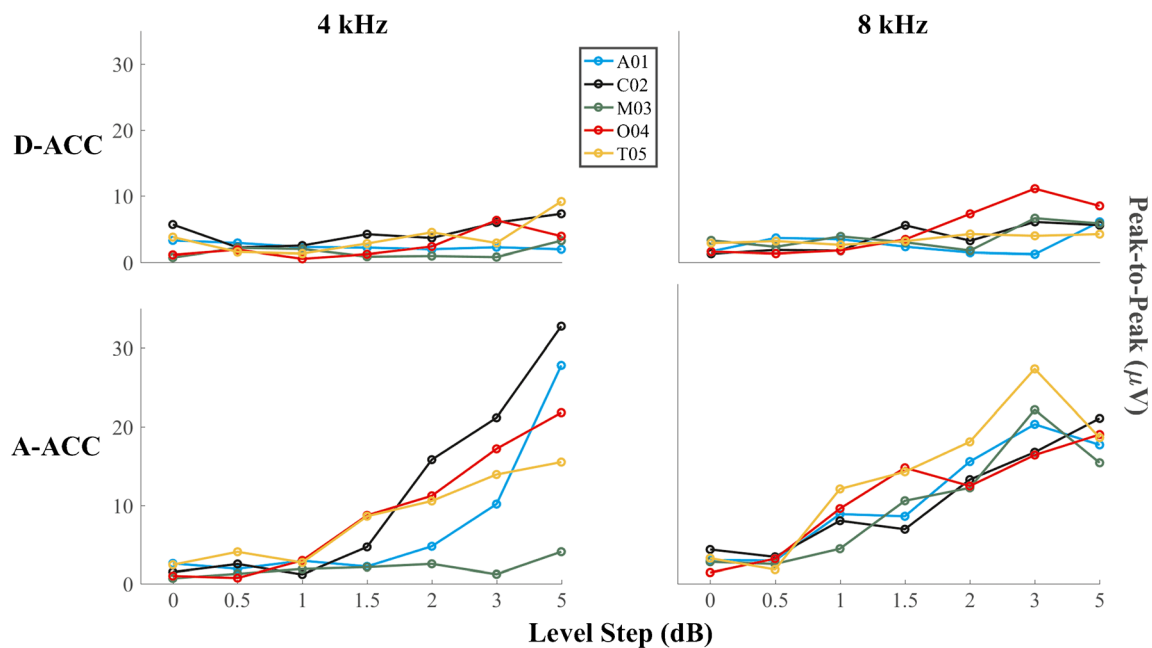 4 kHz
8 kHz
D-ACC
30
20
10
0
A01
C02
M03
O04
T05
A-ACC
30
20
10
0
0 0.5 1 1.5 2 3 5
0 0.5 1 1.5 2 3 5
Level Step (dB)
Peak-to-Peak (μV)